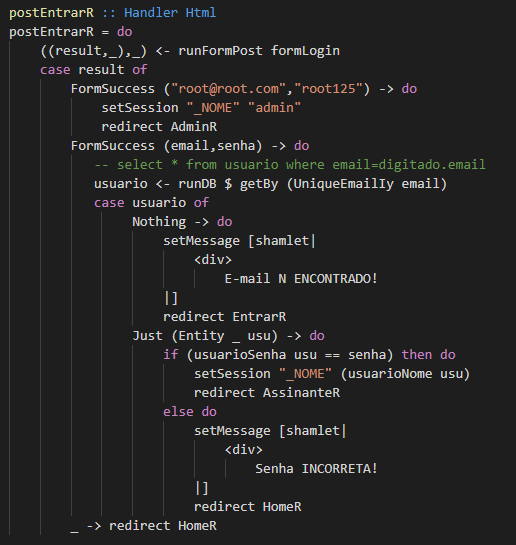 postEntrarR :: Handler Html
postEntrarR = do
    ((result,_),_) <- runFormPost formLogin
    case result of
        FormSuccess ("root@root.com","root125") -> do
            setSession "_NOME" "admin"
            redirect AdminR
        FormSuccess (email,senha) -> do
           -- select * from usuario where email=digitado.email
           usuario <- runDB $ getBy (UniqueEmailIy email)
           case usuario of
                Nothing -> do
                    setMessage [shamlet|
                        <div>
                            E-mail N ENCONTRADO!
                    |]
                    redirect EntrarR
                Just (Entity _ usu) -> do
                    if (usuarioSenha usu == senha) then do
                        setSession "_NOME" (usuarioNome usu)
                        redirect AssinanteR
                    else do
                        setMessage [shamlet|
                            <div>
                                Senha INCORRETA!
                        |]
                        redirect HomeR
        _ -> redirect HomeR